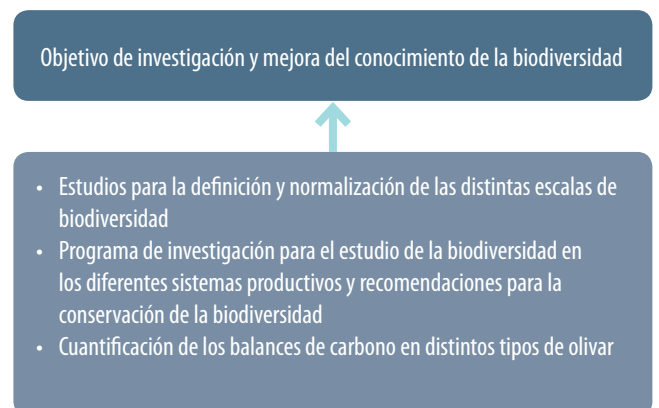 Objetivo de investigación y mejora del conocimiento de la biodiversidad
• Estudios para la definición y normalización de las distintas escalas de
biodiversidad
• Programa de investigación para el estudio de la biodiversidad en
los diferentes sistemas productivos y recomendaciones para la
conservación de la biodiversidad
• Cuantificación de los balances de carbono en distintos tipos de olivar